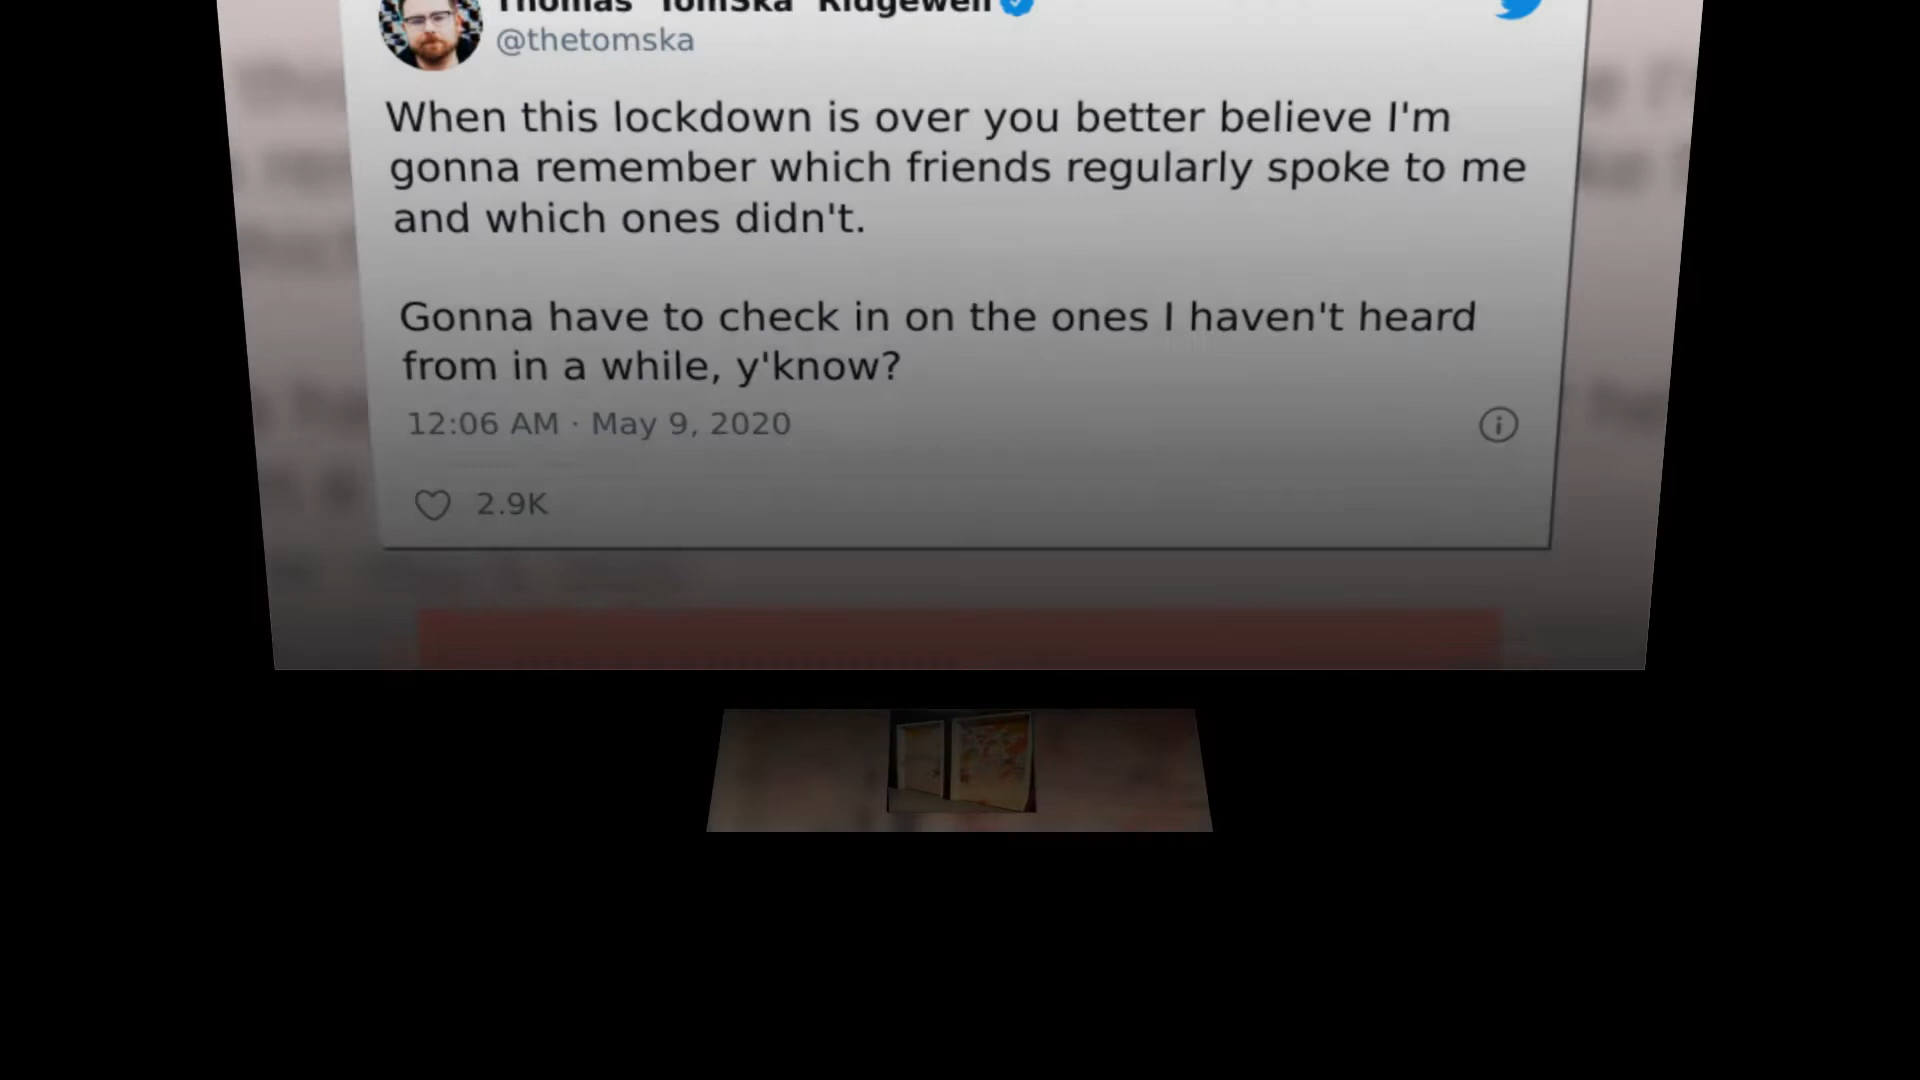 Thomas "TomSka" Ridgewell
@thetomska
When this lockdown is over you better believe I'm
gonna remember which friends regularly spoke to me
and which ones didn't.
Gonna have to check in on the ones I haven't heard
from in a while, y'know?
12:06 AM · May 9, 2020
2.9K